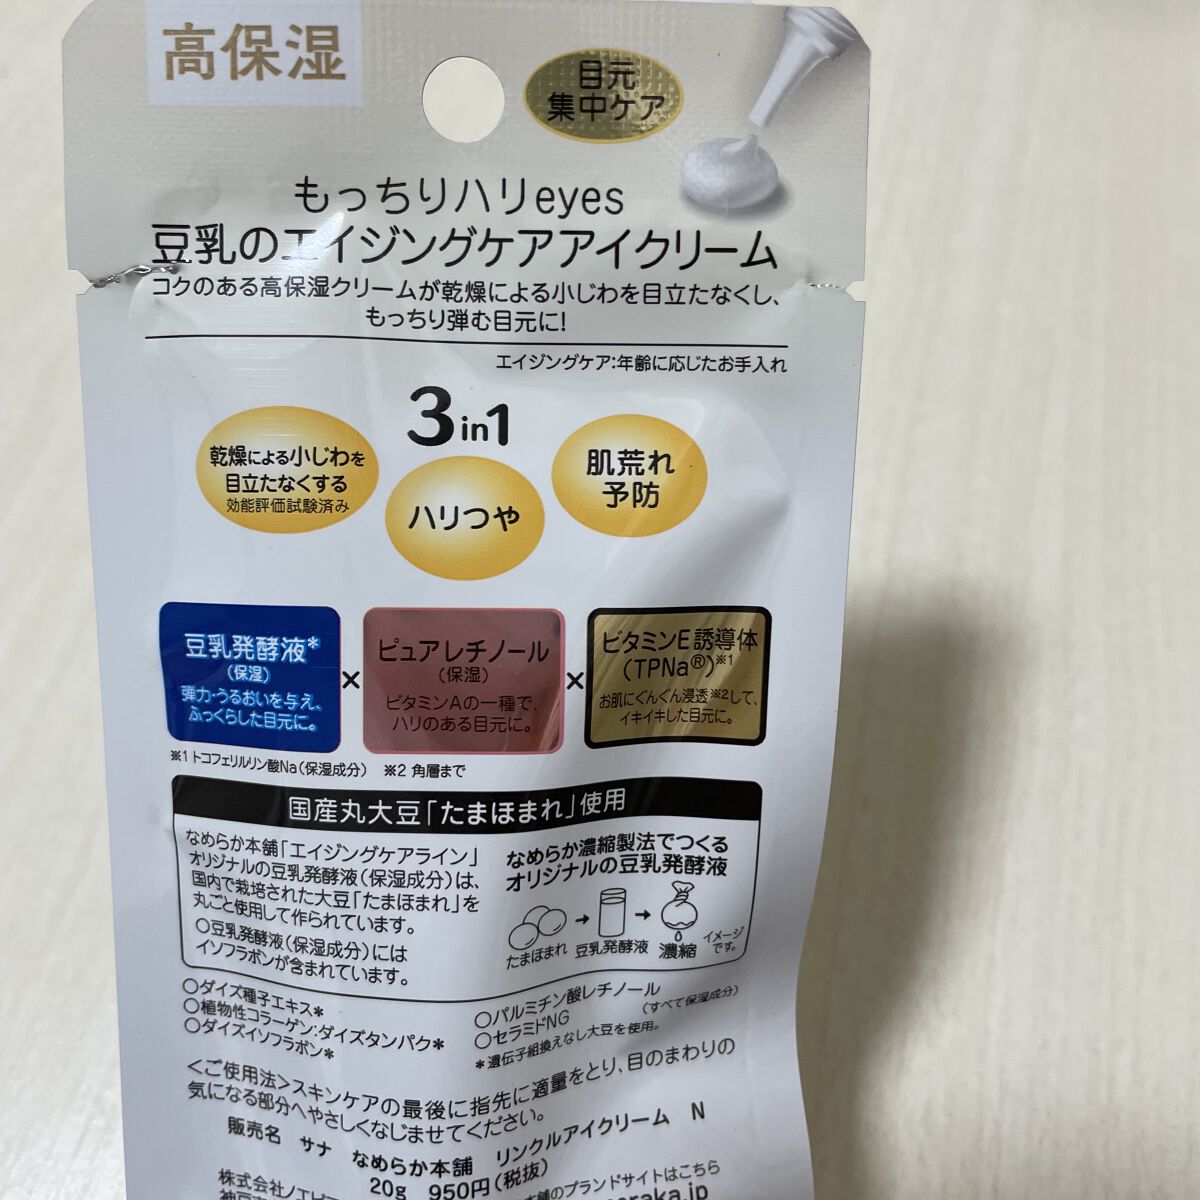 高保湿
目元
集中ケア
もっちりハリeyes
豆乳のエイジングケアアイクリーム
コクのある高保湿クリームが乾燥による小じわを目立たなくし、
もっちり弾む目元に!
エイジングケア:年齢に応じたお手入れ
3in1
乾燥による小じわを
目立たなくする
効能評価試験済み
ハリつや
肌荒れ
予防
豆乳発酵液*
(保湿)
弾力・うるおいを与え、
ふっくらした目元に。
×
ピュアレチノール
(保湿)
ビタミンAの一種で、
ハリのある目元に。
×
ビタミンE誘導体
(TPNa®)※1
お肌にぐんぐん浸透※2して、
イキイキした目元に。
※1 トコフェリルリン酸Na(保湿成分) ※2 角層まで
国産丸大豆「たまほまれ」使用
なめらか本舗「エイジングケアライン」
オリジナルの豆乳発酵液(保湿成分)は、
国内で栽培された大豆「たまほまれ」を
丸ごと使用して作られています。
○豆乳発酵液(保湿成分)には
イソフラボンが含まれています。
なめらか濃縮製法でつくる
オリジナルの豆乳発酵液
たまほまれ 豆乳発酵液 濃縮
イメージ
です。
○ダイズ種子エキス*
○植物性コラーゲン:ダイズタンパク*
○ダイズイソフラボン*
○パルミチン酸レチノール
○セラミドNG (すべて保湿成分)
*遺伝子組換えなし大豆を使用。
<ご使用法>スキンケアの最後に指先に適量をとり、目のまわりの
気になる部分へやさしくなじませてください。
販売名 サナ なめらか本舗 リンクルアイクリーム N
20g 950円(税抜)
株式会社ノエビア
本舗のブランドサイトはこちら